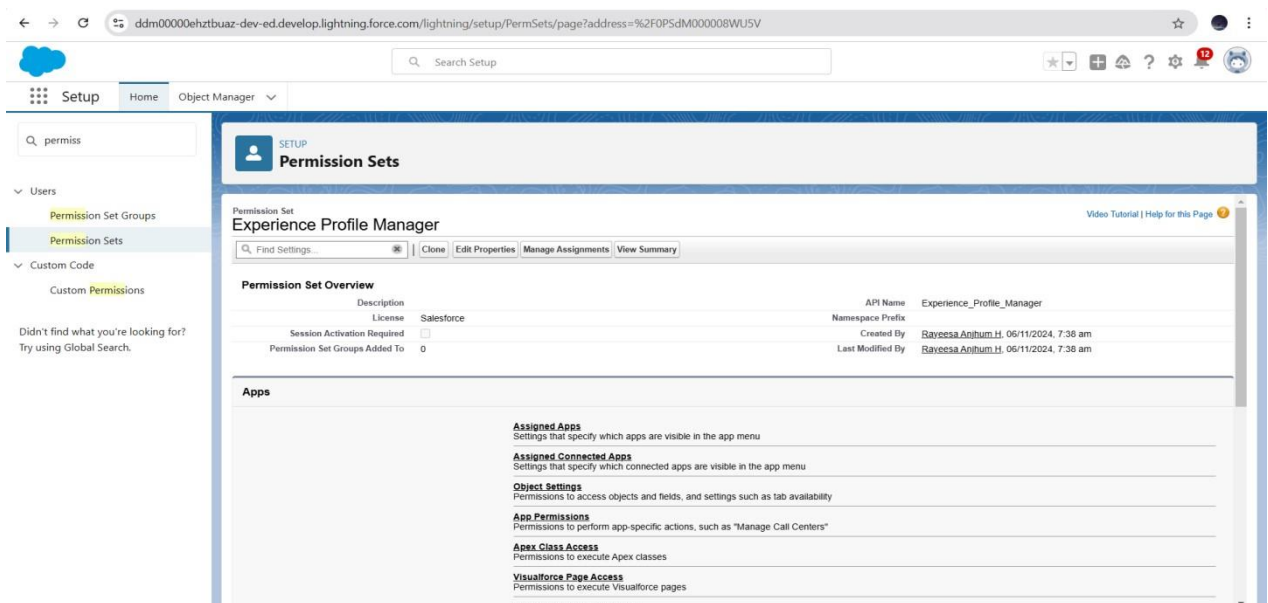 ddm00000ehztbuaz-dev-ed.develop.lightning.force.com/lightning/setup/PermSets/page?address=%2F0PSdM000008WU5V
Search Setup
12
Setup Home Object Manager
permiss
SETUP
Permission Sets
Users
Permission Set Groups
Permission Sets
Custom Code
Custom Permissions
Didn't find what you're looking for?
Try using Global Search.
Permission Set
Experience Profile Manager
Video Tutorial | Help for this Page
Find Settings... | Clone Edit Properties Manage Assignments View Summary
Permission Set Overview
Description API Name Experience_Profile_Manager
License Salesforce Namespace Prefix
Session Activation Required Created By Rayeesa Anjhum H, 06/11/2024, 7:38 am
Permission Set Groups Added To 0 Last Modified By Rayeesa Anjhum H, 06/11/2024, 7:38 am
Apps
Assigned Apps
Settings that specify which apps are visible in the app menu
Assigned Connected Apps
Settings that specify which connected apps are visible in the app menu
Object Settings
Permissions to access objects and fields, and settings such as tab availability
App Permissions
Permissions to perform app-specific actions, such as "Manage Call Centers"
Apex Class Access
Permissions to execute Apex classes
Visualforce Page Access
Permissions to execute Visualforce pages